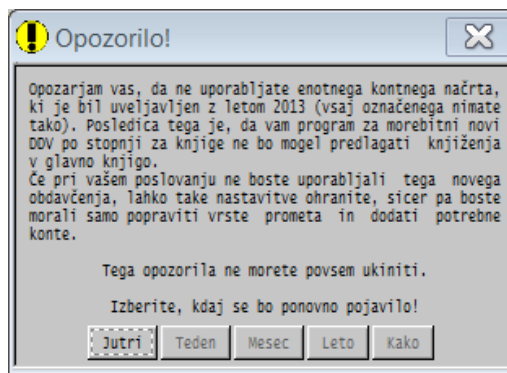 Opozorilo!
Opozarjam vas, da ne uporabljate enotnega kontnega načrta,
ki je bil uveljavljen z letom 2013 (vsaj označenega nimate
tako). Posledica tega je, da vam program za morebitni novi
DDV po stopnji za knjige ne bo mogel predlagati knjiženja
v glavno knjigo.
Če pri vašem poslovanju ne boste uporabljali tega novega
obdavčenja, lahko take nastavitve ohranite, sicer pa boste
morali samo popraviti vrste prometa in dodati potrebne
konte.
Tega opozorila ne morete povsem ukiniti.
Izberite, kdaj se bo ponovno pojavilo!
Jutri Teden Mesec Leto Kako